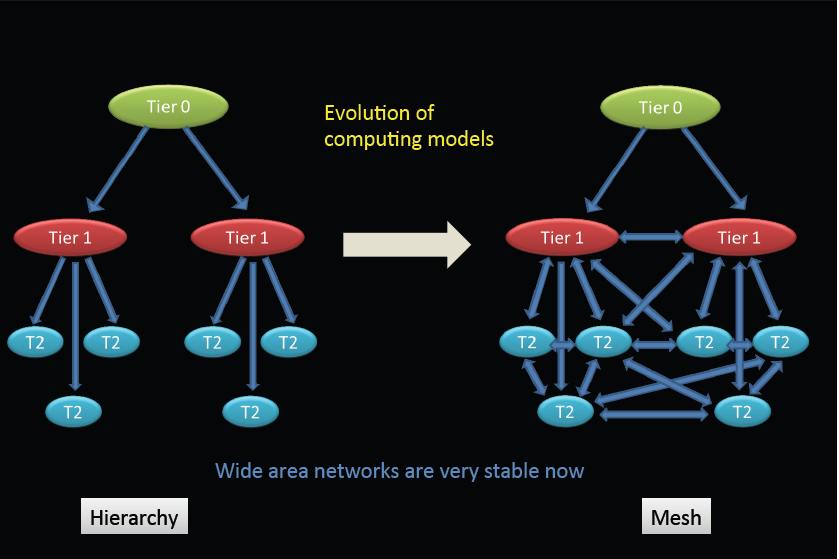 Tier 0
Evolution of
computing models
Tier 0
Tier 1
Tier 1
Tier 1
Tier 1
T2
T2
T2
T2
T2
T2
T2
T2
T2
T2
T2
T2
Wide area networks are very stable now
Hierarchy
Mesh